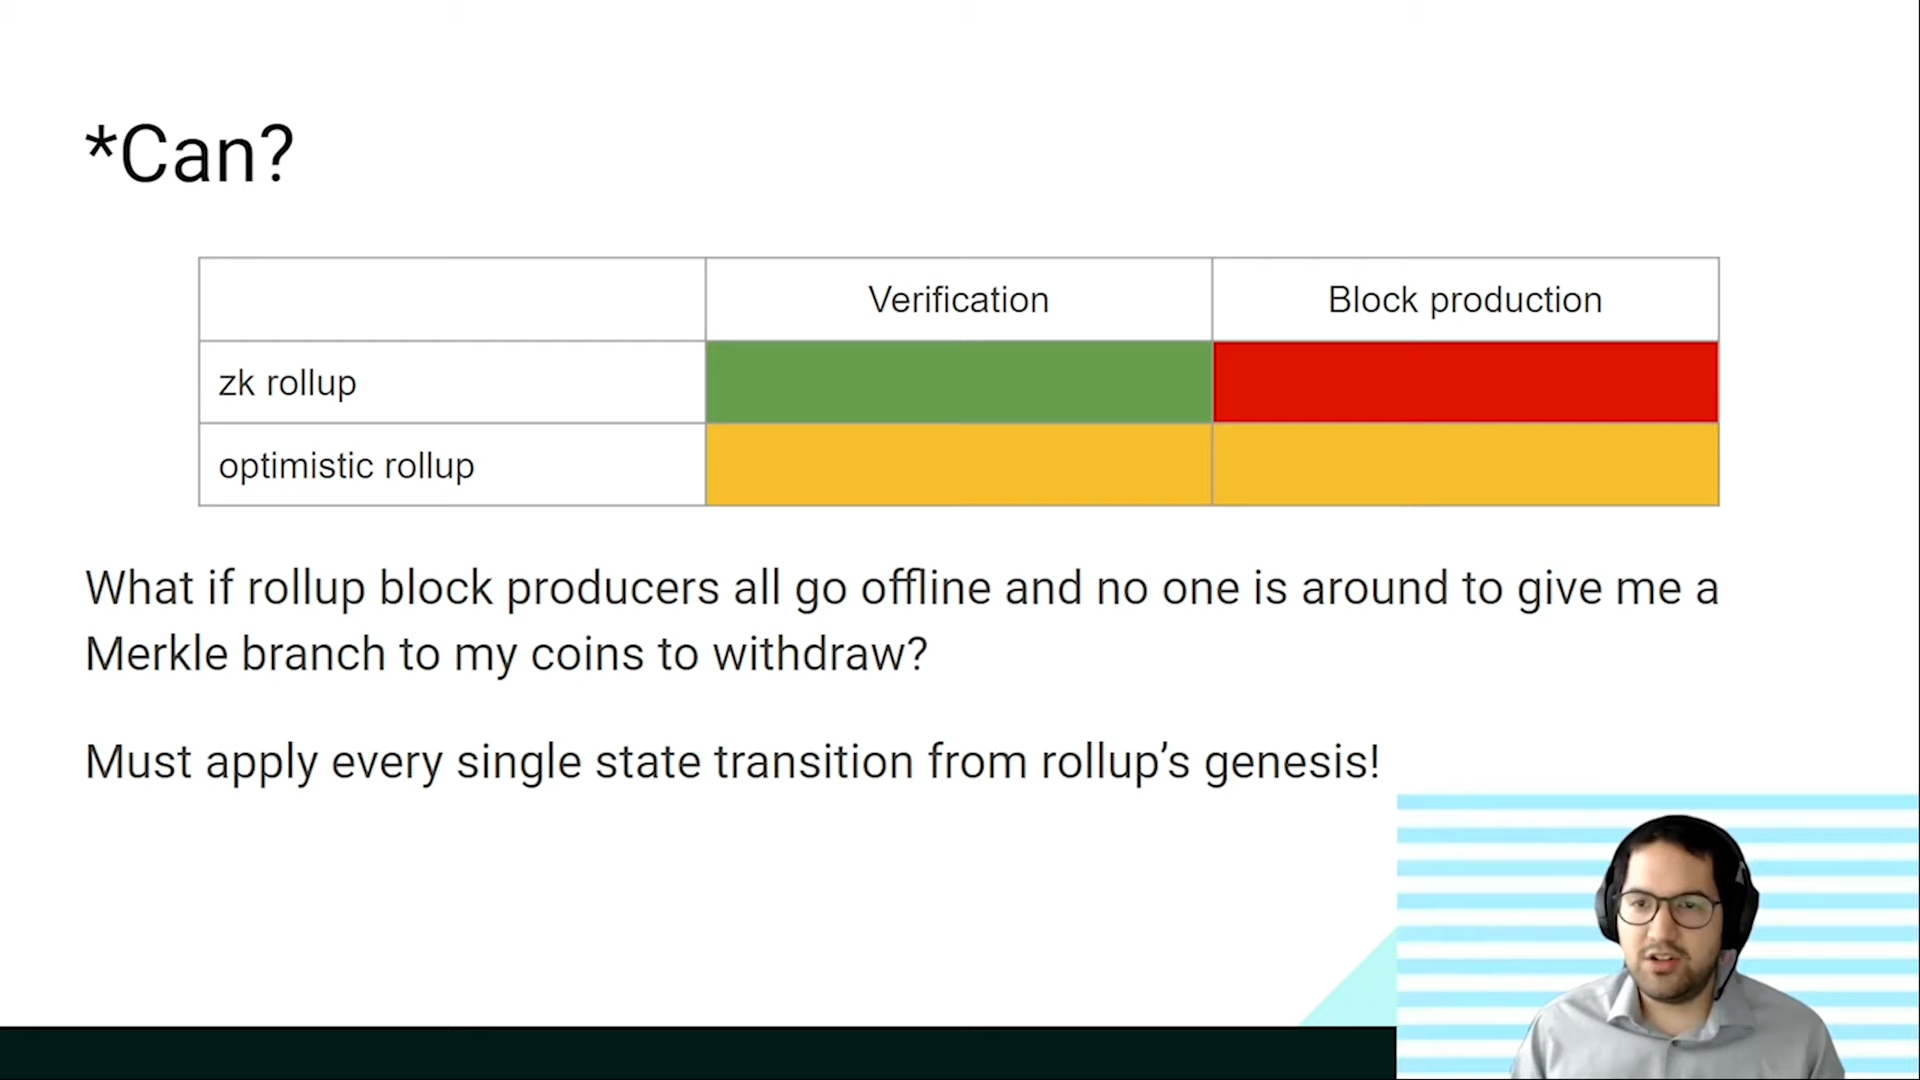 *Can?
Verification Block production
zk rollup
optimistic rollup
What if rollup block producers all go offline and no one is around to give me a
Merkle branch to my coins to withdraw?
Must apply every single state transition from rollup’s genesis!